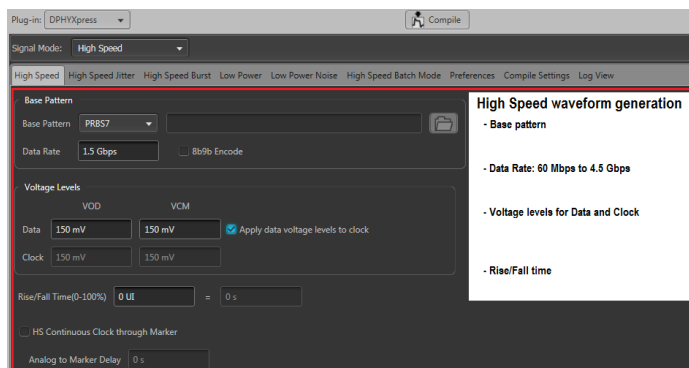 Plug-in: DPHYXpress Compile
Signal Mode: High Speed
High Speed High Speed Jitter High Speed Burst Low Power Low Power Noise High Speed Batch Mode Preferences Compile Settings Log View
Base Pattern
Base Pattern PRBS7
Data Rate 1.5 Gbps 8b9b Encode
Voltage Levels
VOD VCM
Data 150 mV 150 mV Apply data voltage levels to clock
Clock 150 mV 150 mV
Rise/Fall Time(0-100%) 0 UI = 0 s
HS Continuous Clock through Marker
Analog to Marker Delay 0 s
High Speed waveform generation
- Base pattern
- Data Rate: 60 Mbps to 4.5 Gbps
- Voltage levels for Data and Clock
- Rise/Fall time